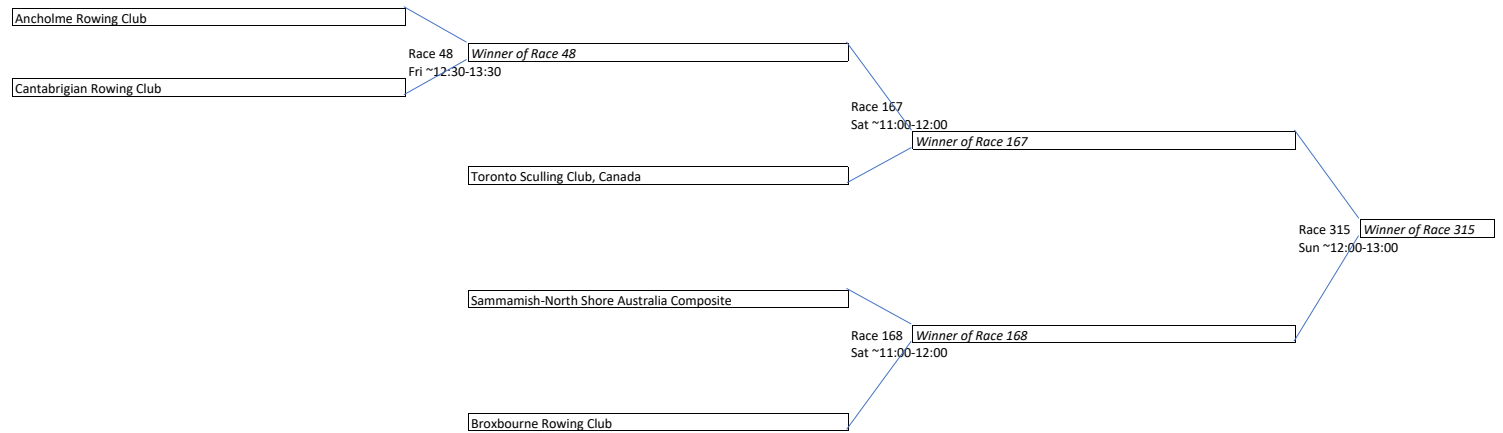 Ancholme Rowing Club
Race 48
Fri ~12:30-13:30
Winner of Race 48
Cantabrigian Rowing Club
Race 167
Sat ~11:00-12:00
Winner of Race 167
Toronto Sculling Club, Canada
Race 315
Sun ~12:00-13:00
Winner of Race 315
Sammamish-North Shore Australia Composite
Race 168
Sat ~11:00-12:00
Winner of Race 168
Broxbourne Rowing Club